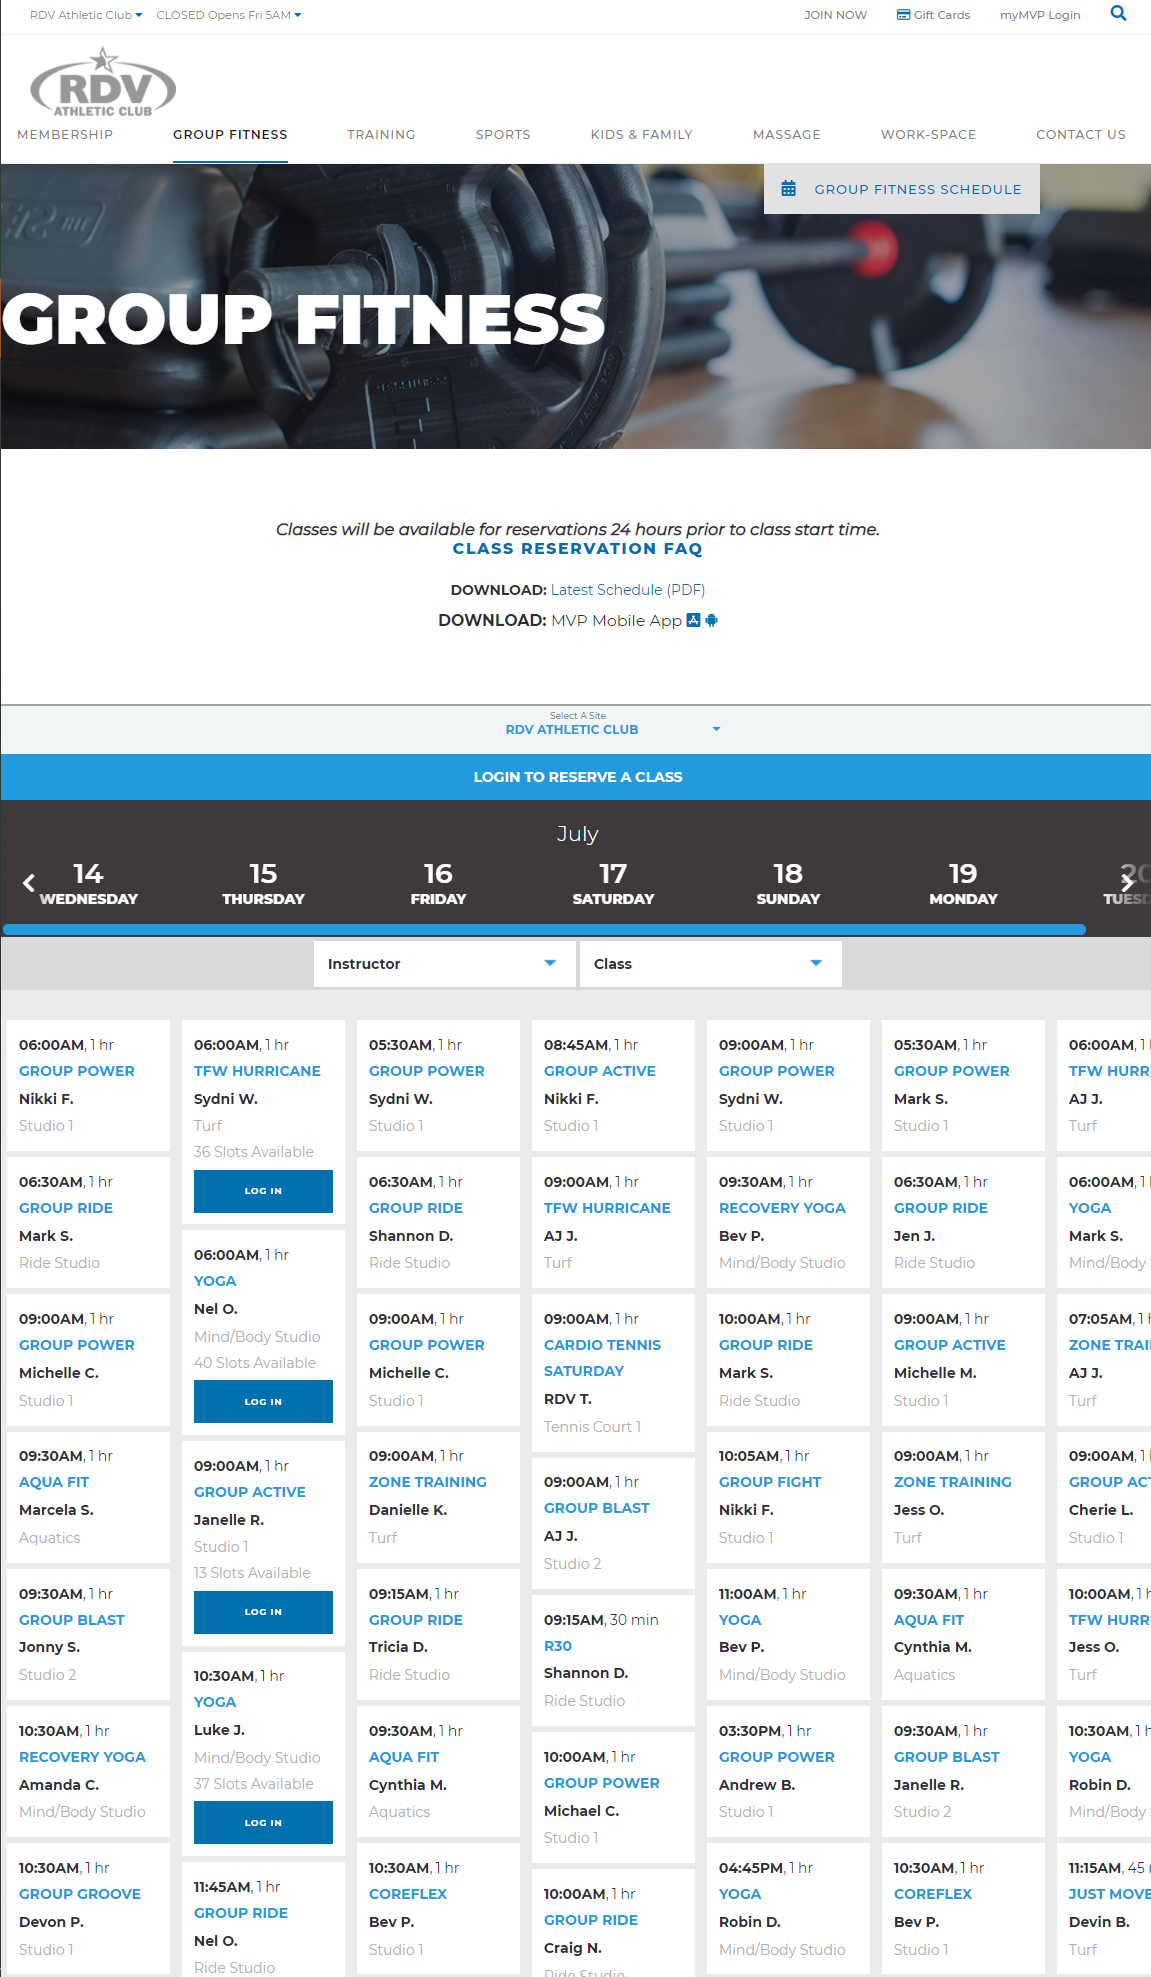 RDV Athletic Club
CLOSED Opens Fri 5AM
JOIN NOW
Gift Cards
myMVP Login
RDV
ATHLETIC CLUB
MEMBERSHIP
GROUP FITNESS
TRAINING
SPORTS
KIDS & FAMILY
MASSAGE
WORK-SPACE
CONTACT US
GROUP FITNESS SCHEDULE
GROUP FITNESS
Classes will be available for reservations 24 hours prior to class start time.
CLASS RESERVATION FAQ
DOWNLOAD: Latest Schedule (PDF)
DOWNLOAD: MVP Mobile App
Select A Site
RDV ATHLETIC CLUB
LOGIN TO RESERVE A CLASS
July
14
WEDNESDAY
15
THURSDAY
16
FRIDAY
17
SATURDAY
18
SUNDAY
19
MONDAY
20
TUESD
Instructor
Class
06:00AM, 1 hr
GROUP POWER
Nikki F.
Studio 1
06:30AM, 1 hr
GROUP RIDE
Mark S.
Ride Studio
09:00AM, 1 hr
GROUP POWER
Michelle C.
Studio 1
09:30AM, 1 hr
AQUA FIT
Marcela S.
Aquatics
09:30AM, 1 hr
GROUP BLAST
Jonny S.
Studio 2
10:30AM, 1 hr
RECOVERY YOGA
Amanda C.
Mind/Body Studio
10:30AM, 1 hr
GROUP GROOVE
Devon P.
Studio 1
06:00AM, 1 hr
TFW HURRICANE
Sydni W.
Turf
36 Slots Available
LOG IN
06:00AM, 1 hr
YOGA
Nel O.
Mind/Body Studio
40 Slots Available
LOG IN
09:00AM, 1 hr
GROUP ACTIVE
Janelle R.
Studio 1
13 Slots Available
LOG IN
10:30AM, 1 hr
YOGA
Luke J.
Mind/Body Studio
37 Slots Available
LOG IN
11:45AM, 1 hr
GROUP RIDE
Nel O.
Ride Studio
05:30AM, 1 hr
GROUP POWER
Sydni W.
Studio 1
06:30AM, 1 hr
GROUP RIDE
Shannon D.
Ride Studio
09:00AM, 1 hr
GROUP POWER
Michelle C.
Studio 1
09:00AM, 1 hr
ZONE TRAINING
Danielle K.
Turf
09:15AM, 1 hr
GROUP RIDE
Tricia D.
Ride Studio
09:30AM, 1 hr
AQUA FIT
Cynthia M.
Aquatics
10:30AM, 1 hr
COREFLEX
Bev P.
Studio 1
08:45AM, 1 hr
GROUP ACTIVE
Nikki F.
Studio 1
09:00AM, 1 hr
TFW HURRICANE
AJ J.
Turf
09:00AM, 1 hr
CARDIO TENNIS
SATURDAY
RDV T.
Tennis Court 1
09:00AM, 1 hr
GROUP BLAST
AJ J.
Studio 2
09:15AM, 30 min
R30
Shannon D.
Ride Studio
10:00AM, 1 hr
GROUP POWER
Michael C.
Studio 1
10:00AM, 1 hr
GROUP RIDE
Craig N.
Ride Studio
09:00AM, 1 hr
GROUP POWER
Sydni W.
Studio 1
09:30AM, 1 hr
RECOVERY YOGA
Bev P.
Mind/Body Studio
10:00AM, 1 hr
GROUP RIDE
Mark S.
Ride Studio
10:05AM, 1 hr
GROUP FIGHT
Nikki F.
Studio 1
11:00AM, 1 hr
YOGA
Bev P.
Mind/Body Studio
03:30PM, 1 hr
GROUP POWER
Andrew B.
Studio 1
04:45PM, 1 hr
YOGA
Robin D.
Mind/Body Studio
05:30AM, 1 hr
GROUP POWER
Mark S.
Studio 1
06:30AM, 1 hr
GROUP RIDE
Jen J.
Ride Studio
09:00AM, 1 hr
GROUP ACTIVE
Michelle M.
Studio 1
09:00AM, 1 hr
ZONE TRAINING
Jess O.
Turf
09:30AM, 1 hr
AQUA FIT
Cynthia M.
Aquatics
09:30AM, 1 hr
GROUP BLAST
Janelle R.
Studio 2
10:30AM, 1 hr
COREFLEX
Bev P.
Studio 1
06:00AM, 1
TFW HURR
AJ J.
Turf
06:00AM, 1
YOGA
Mark S.
Mind/Body
07:05AM, 1 h
ZONE TRAI
AJ J.
Turf
09:00AM, 1
GROUP ACT
Cherie L.
Studio 1
10:00AM, 1 h
TFW HURR
Jess O.
Turf
10:30AM, 1 h
YOGA
Robin D.
Mind/Body
11:15AM, 45
JUST MOVE
Devin B.
Turf